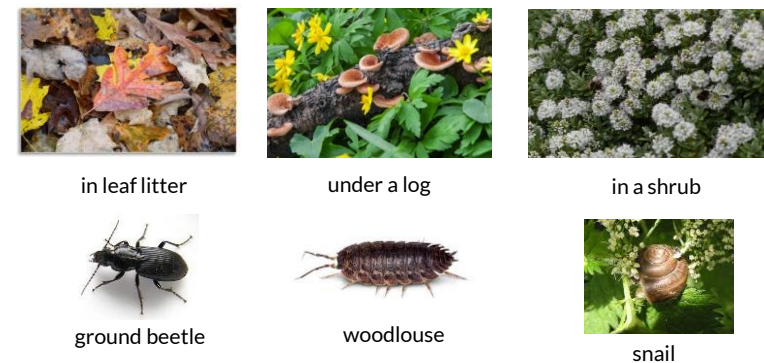 in leaf litter
under a log
in a shrub
ground beetle
woodlouse
snail